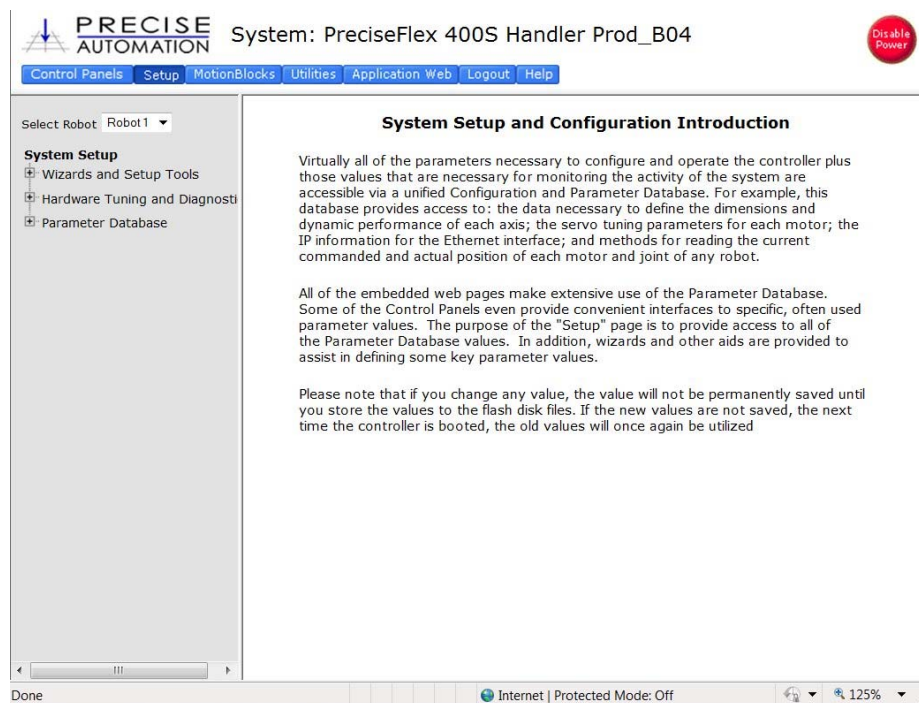 PRECISE
AUTOMATION
System: PreciseFlex 400S Handler Prod_B04
Disable
Power
Control Panels Setup MotionBlocks Utilities Application Web Logout Help
Select Robot Robot1
System Setup
Wizards and Setup Tools
Hardware Tuning and Diagnosti
Parameter Database
System Setup and Configuration Introduction
Virtually all of the parameters necessary to configure and operate the controller plus
those values that are necessary for monitoring the activity of the system are
accessible via a unified Configuration and Parameter Database. For example, this
database provides access to: the data necessary to define the dimensions and
dynamic performance of each axis; the servo tuning parameters for each motor; the
IP information for the Ethernet interface; and methods for reading the current
commanded and actual position of each motor and joint of any robot.
All of the embedded web pages make extensive use of the Parameter Database.
Some of the Control Panels even provide convenient interfaces to specific, often used
parameter values. The purpose of the "Setup" page is to provide access to all of
the Parameter Database values. In addition, wizards and other aids are provided to
assist in defining some key parameter values.
Please note that if you change any value, the value will not be permanently saved until
you store the values to the flash disk files. If the new values are not saved, the next
time the controller is booted, the old values will once again be utilized
Done
Internet | Protected Mode: Off
125%